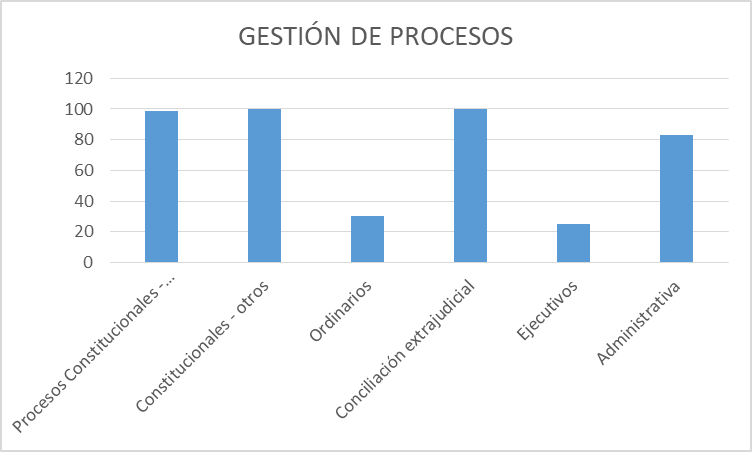 GESTIÓN DE PROCESOS
120
100
80
60
40
20
0
Procesos Constitucionales -...
Constitucionales - otros
Ordinarios
Conciliación extrajudicial
Ejecutivos
Administrativa